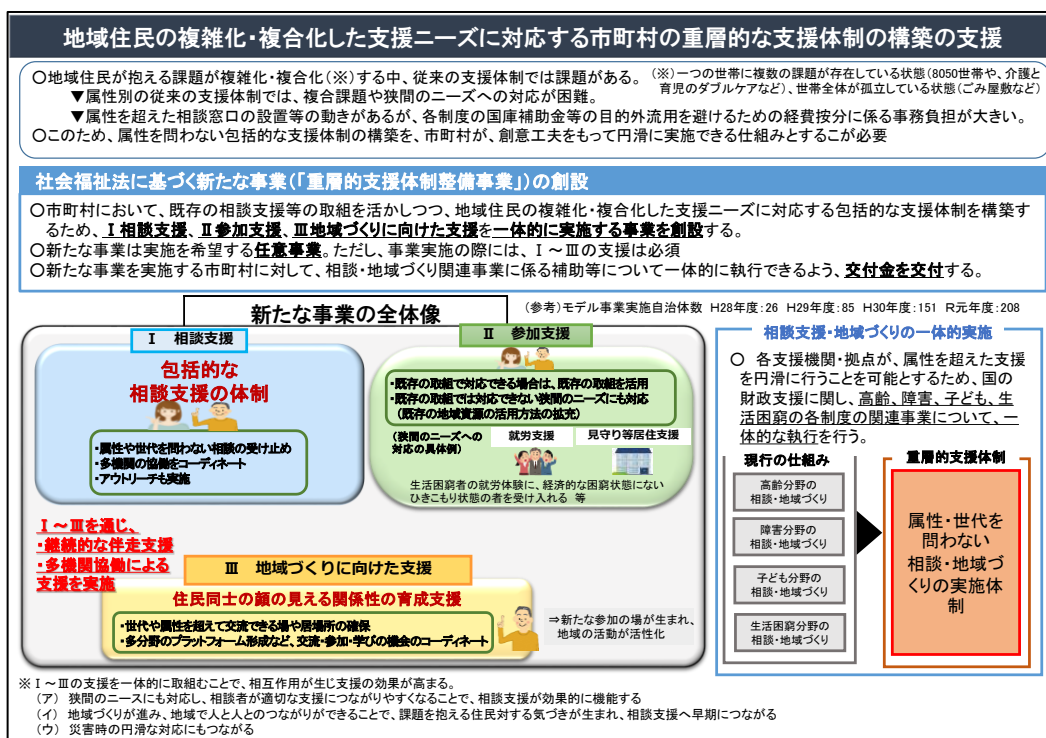 地域住民の複雑化・複合化した支援ニーズに対応する市町村の重層的な支援体制の構築の支援
○地域住民が抱える課題が複雑化・複合化(※)する中、従来の支援体制では課題がある。
(※)一つの世帯に複数の課題が存在している状態(8050世帯や、介護と
育児のダブルケアなど)、世帯全体が孤立している状態(ごみ屋敷など)
▼属性別の従来の支援体制では、複合課題や狭間のニーズへの対応が困難。
▼属性を超えた相談窓口の設置等の動きがあるが、各制度の国庫補助金等の目的外流用を避けるための経費按分に係る事務負担が大きい。
○このため、属性を問わない包括的な支援体制の構築を、市町村が、創意工夫をもって円滑に実施できる仕組みとするこが必要
社会福祉法に基づく新たな事業(「重層的支援体制整備事業」)の創設
○市町村において、既存の相談支援等の取組を活かしつつ、地域住民の複雑化・複合化した支援ニーズに対応する包括的な支援体制を構築す
るため、Ⅰ相談支援、Ⅱ参加支援、Ⅲ地域づくりに向けた支援を一体的に実施する事業を創設する。
○新たな事業は実施を希望する任意事業。ただし、事業実施の際には、Ⅰ～Ⅲの支援は必須
○新たな事業を実施する市町村に対して、相談・地域づくり関連事業に係る補助等について一体的に執行できるよう、交付金を交付する。
新たな事業の全体像
(参考)モデル事業実施自治体数 H28年度:26 H29年度:85 H30年度:151 R元年度:208
Ⅰ 相談支援
包括的な
相談支援の体制
・属性や世代を問わない相談の受け止め
・多機関の協働をコーディネート
・アウトリーチも実施
Ⅱ 参加支援
・既存の取組で対応できる場合は、既存の取組を活用
・既存の取組では対応できない狭間のニーズにも対応
(既存の地域資源の活用方法の拡充)
(狭間のニーズへの
対応の具体例)
就労支援
見守り等居住支援
生活困窮者の就労体験に、経済的な困窮状態にない
ひきこもり状態の者を受け入れる 等
Ⅰ～Ⅲを通じ、
・継続的な伴走支援
・多機関協働による
支援を実施
Ⅲ 地域づくりに向けた支援
住民同士の顔の見える関係性の育成支援
・世代や属性を超えて交流できる場や居場所の確保
・多分野のプラットフォーム形成など、交流・参加・学びの機会のコーディネート
⇒新たな参加の場が生まれ、
地域の活動が活性化
相談支援・地域づくりの一体的実施
○ 各支援機関・拠点が、属性を超えた支援
を円滑に行うことを可能とするため、国の
財政支援に関し、高齢、障害、子ども、生
活困窮の各制度の関連事業について、一
体的な執行を行う。
現行の仕組み
高齢分野の
相談・地域づくり
障害分野の
相談・地域づくり
子ども分野の
相談・地域づくり
生活困窮分野の
相談・地域づくり
重層的支援体制
属性・世代を
問わない
相談・地域づ
くりの実施体
制
※Ⅰ～Ⅲの支援を一体的に取組むことで、相互作用が生じ支援の効果が高まる。
(ア) 狭間のニースにも対応し、相談者が適切な支援につながりやすくなることで、相談支援が効果的に機能する
(イ) 地域づくりが進み、地域で人と人とのつながりができることで、課題を抱える住民対する気づきが生まれ、相談支援へ早期につながる
(ウ) 災害時の円滑な対応にもつながる